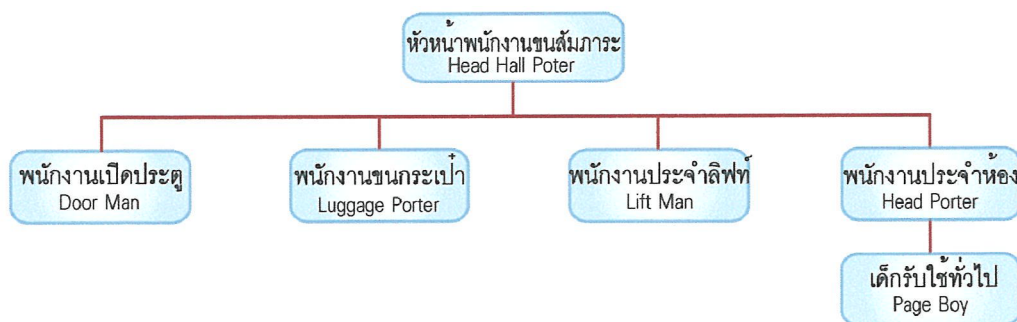 หัวหน้าพนักงานขนสัมภาระ
Head Hall Poter
พนักงานเปิดประตู
Door Man
พนักงานขนกระเป๋า
Luggage Porter
พนักงานประจำลิฟท์
Lift Man
พนักงานประจำห้อง
Head Porter
เด็กรับใช้ทั่วไป
Page Boy